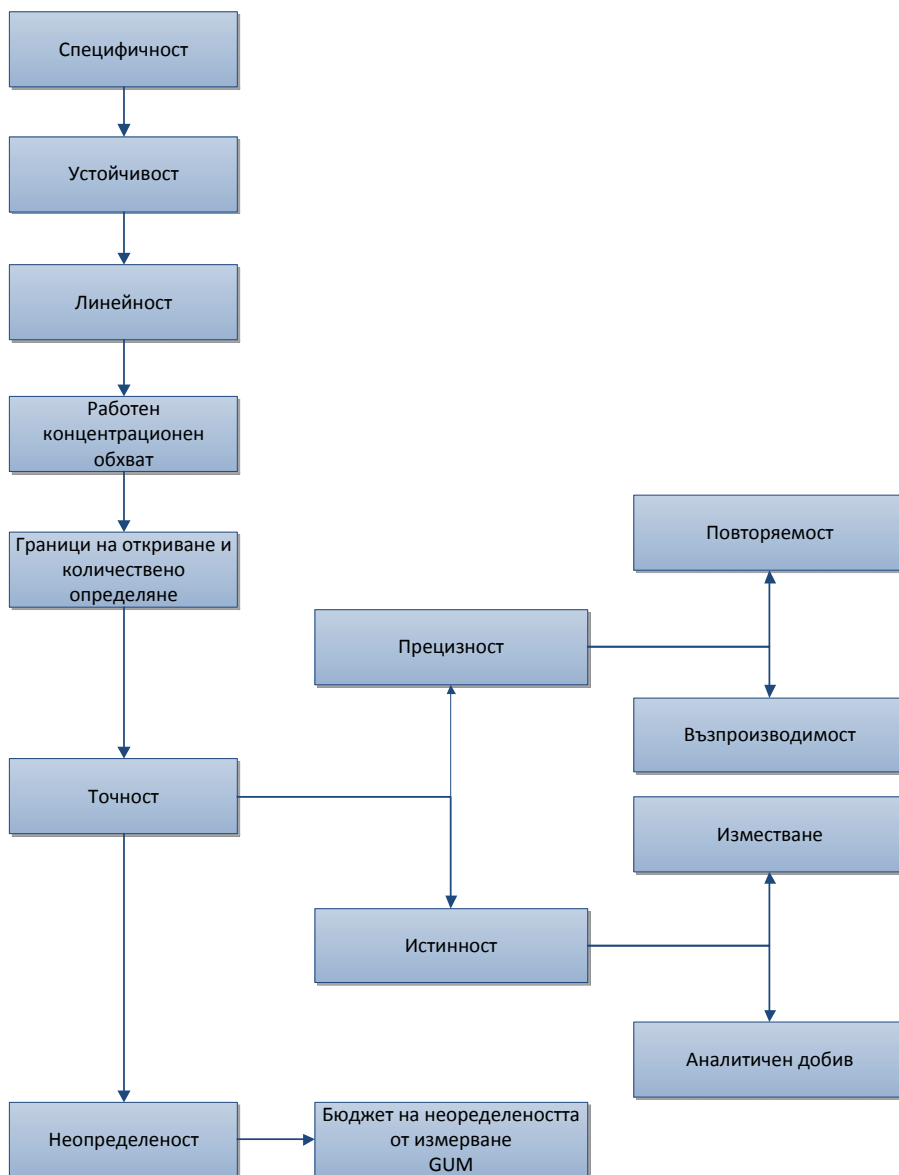 Специфичност
Устойчивост
Линейност
Работен
концентрационен
обхват
Граници на откриване и
количествено
определяне
Повторяемост
Прецизност
Възпроизводимост
Точност
Изместване
Истинност
Аналитичен добив
Неопределеност
Бюджет на неоределеността
от измерване
GUM